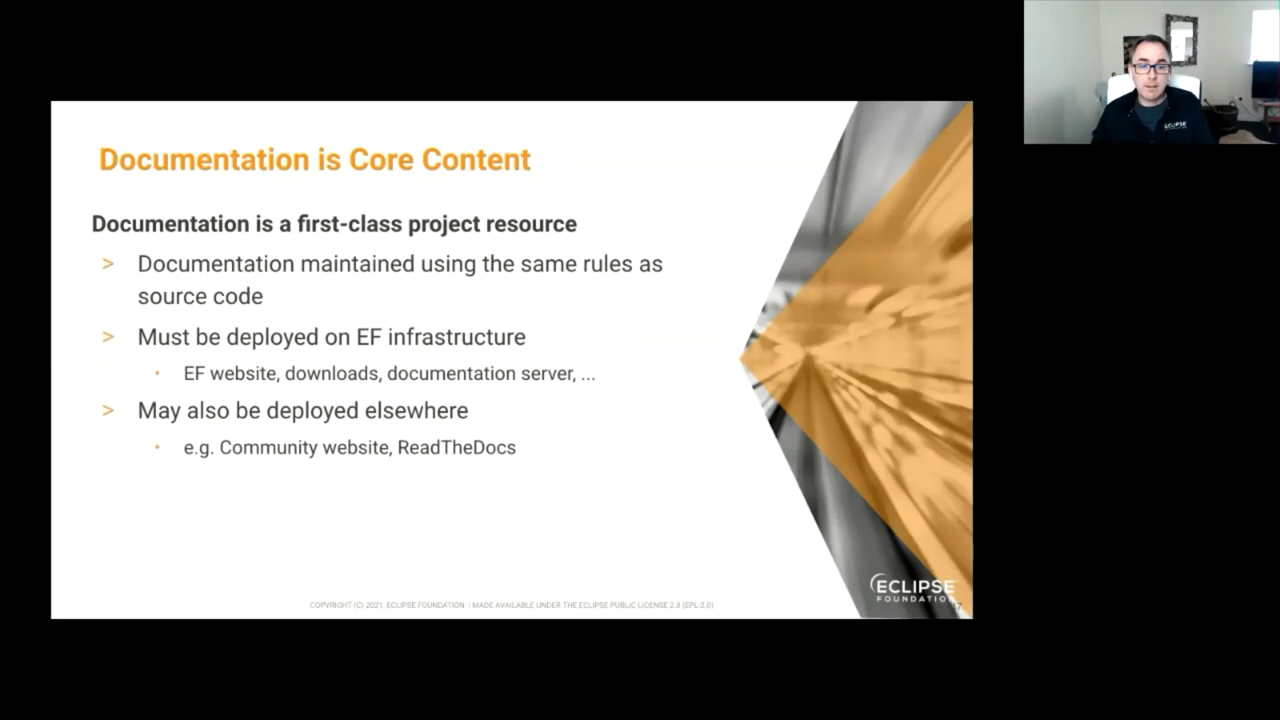 Documentation is Core Content
Documentation is a first-class project resource
> Documentation maintained using the same rules as
source code
> Must be deployed on EF infrastructure
• EF website, downloads, documentation server, ...
> May also be deployed elsewhere
• e.g. Community website, ReadTheDocs
COPYRIGHT (C) 2021, ECLIPSE FOUNDATION | MADE AVAILABLE UNDER THE ECLIPSE PUBLIC LICENSE 2.0 (EPL-2.0)
ECLIPSE
FOUNDATION
ECLIPSE